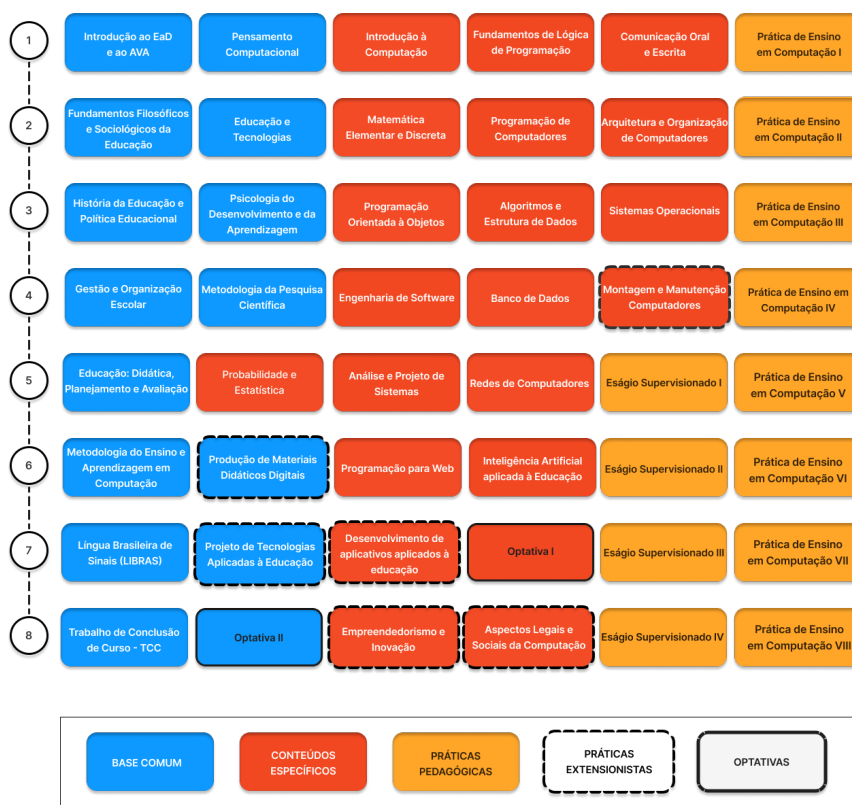 1
Introdução ao EaD
e ao AVA
Pensamento
Computacional
Introdução à
Computação
Fundamentos de Lógica
de Programação
Comunicação Oral
e Escrita
Prática de Ensino
em Computação I
2
Fundamentos Filosóficos
e Sociológicos da
Educação
Educação e
Tecnologias
Matemática
Elementar e Discreta
Programação de
Computadores
Arquitetura e Organização
de Computadores
Prática de Ensino
em Computação II
3
História da Educação e
Política Educacional
Psicologia do
Desenvolvimento e da
Aprendizagem
Programação
Orientada à Objetos
Algoritmos e
Estrutura de Dados
Sistemas Operacionais
Prática de Ensino
em Computação III
4
Gestão e Organização
Escolar
Metodologia da Pesquisa
Científica
Engenharia de Software
Banco de Dados
Montagem e Manutenção
Computadores
Prática de Ensino em
Computação IV
5
Educação: Didática,
Planejamento e Avaliação
Probabilidade e
Estatística
Análise e Projeto de
Sistemas
Redes de Computadores
Eságio Supervisionado I
Prática de Ensino
em Computação V
6
Metodologia do Ensino e
Aprendizagem em
Computação
Produção de Materiais
Didáticos Digitais
Programação para Web
Inteligência Artificial
aplicada à Educação
Eságio Supervisionado II
Prática de Ensino
em Computação VI
7
Língua Brasileira de
Sinais (LIBRAS)
Projeto de Tecnologias
Aplicadas à Educação
Desenvolvimento de
aplicativos aplicados à
educação
Optativa I
Eságio Supervisionado III
Prática de Ensino
em Computação VII
8
Trabalho de Conclusão
de Curso - TCC
Optativa II
Empreendedorismo e
Inovação
Aspectos Legais e
Sociais da Computação
Eságio Supervisionado IV
Prática de Ensino
em Computação VIII
BASE COMUM
CONTEÚDOS
ESPECÍFICOS
PRÁTICAS
PEDAGÓGICAS
PRÁTICAS
EXTENSIONISTAS
OPTATIVAS